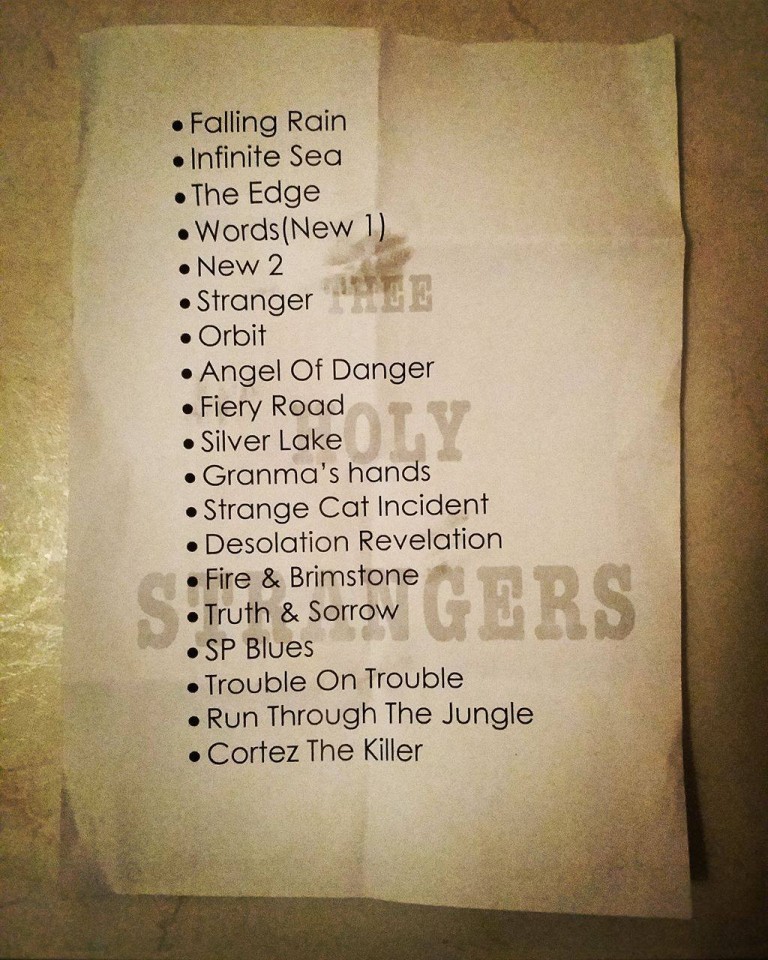 • Falling Rain
• Infinite Sea
• The Edge
• Words(New 1)
• New 2
• Stranger
• Orbit
• Angel Of Danger
• Fiery Road
• Silver Lake
• Granma's hands
• Strange Cat Incident
• Desolation Revelation
• Fire & Brimstone
• Truth & Sorrow
• SP Blues
• Trouble On Trouble
• Run Through The Jungle
• Cortez The Killer
THEE
HOLY
STRANGERS